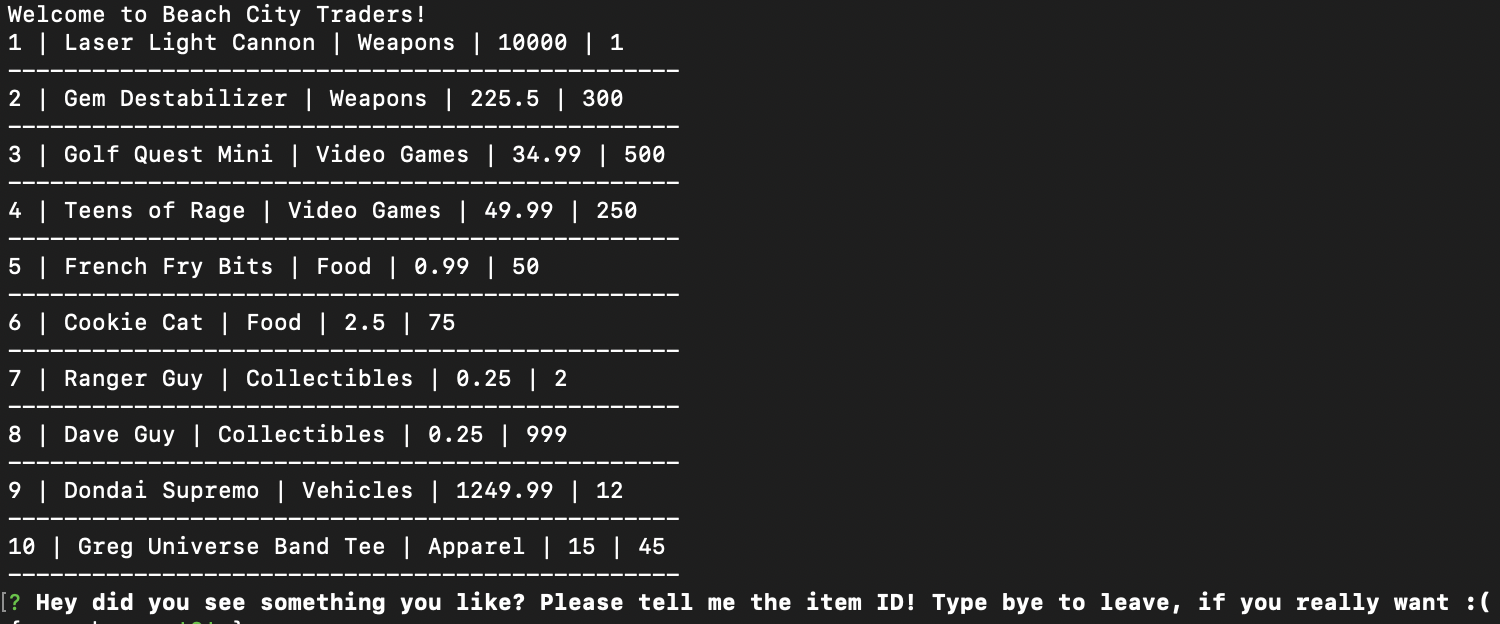 Welcome to Beach City Traders!
1 | Laser Light Cannon | Weapons | 10000 | 1
------------------------------------------------
2 | Gem Destabilizer | Weapons | 225.5 | 300
------------------------------------------------
3 | Golf Quest Mini | Video Games | 34.99 | 500
------------------------------------------------
4 | Teens of Rage | Video Games | 49.99 | 250
------------------------------------------------
5 | French Fry Bits | Food | 0.99 | 50
------------------------------------------------
6 | Cookie Cat | Food | 2.5 | 75
------------------------------------------------
7 | Ranger Guy | Collectibles | 0.25 | 2
------------------------------------------------
8 | Dave Guy | Collectibles | 0.25 | 999
------------------------------------------------
9 | Dondai Supremo | Vehicles | 1249.99 | 12
------------------------------------------------
10 | Greg Universe Band Tee | Apparel | 15 | 45
------------------------------------------------
[? Hey did you see something you like? Please tell me the item ID! Type bye to leave, if you really want :(